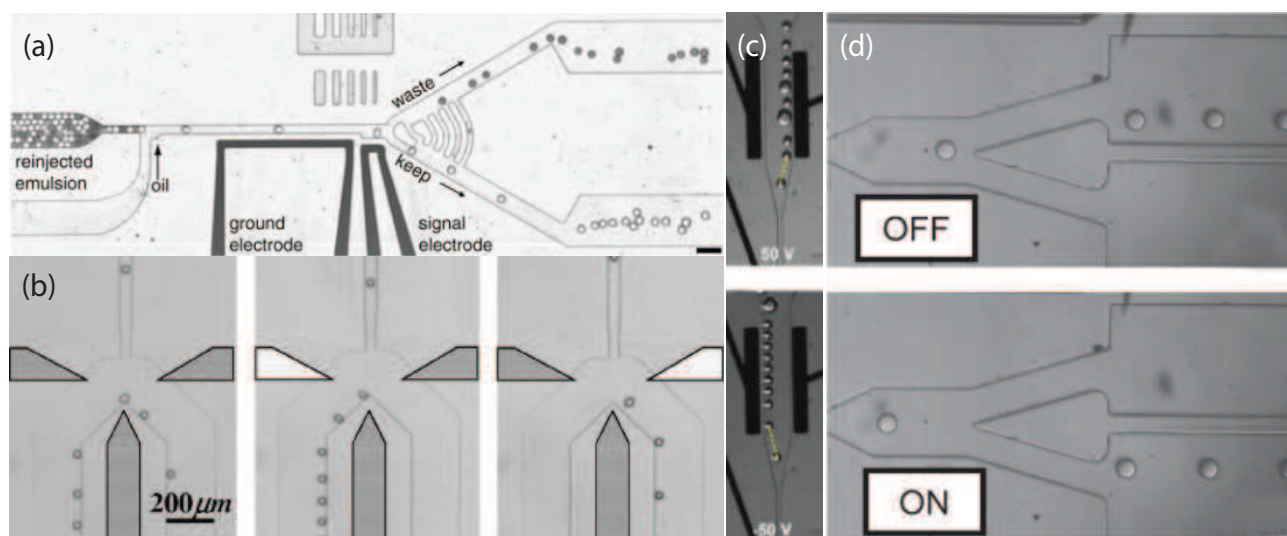 (a)
waste
keep
reinjected
emulsion
oil
ground
electrode
signal
electrode
(b)
200μm
(c)
50 V
-50 V
(d)
OFF
ON